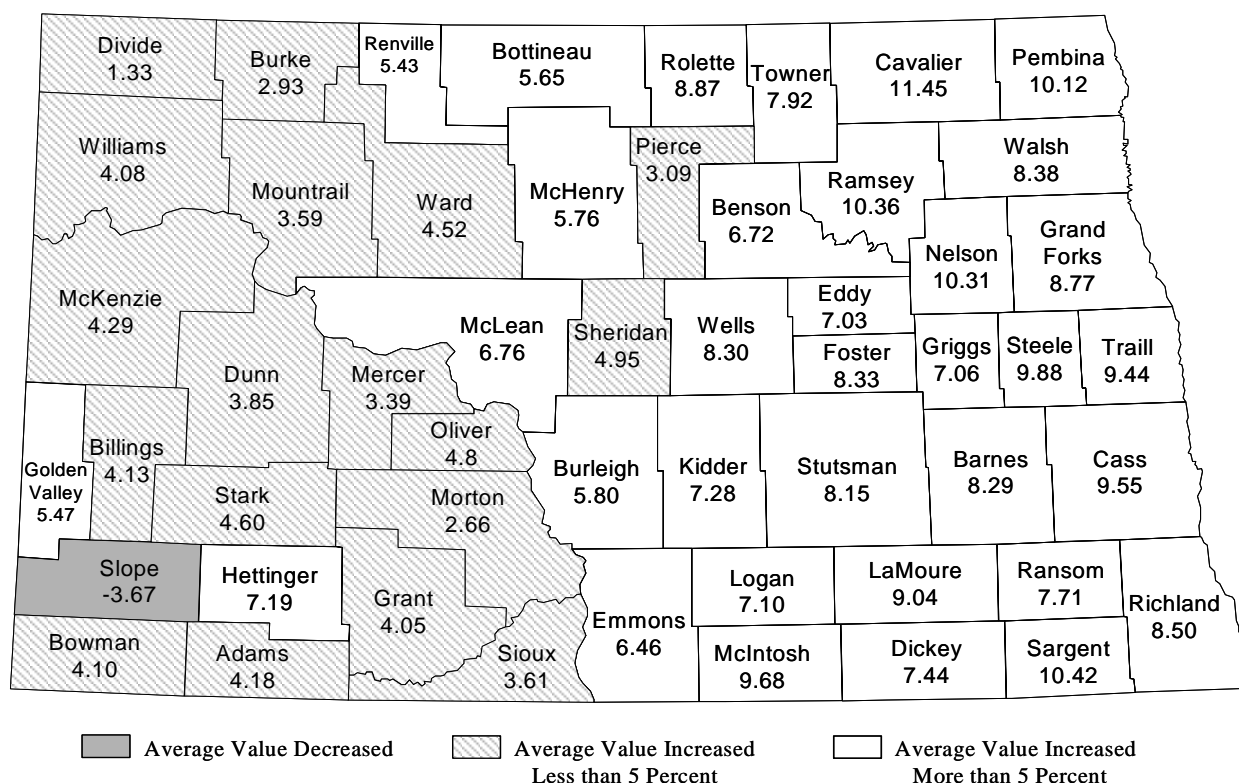 Divide
1.33
Burke
2.93
Renville
5.43
Bottineau
5.65
Rolette
8.87
Towner
7.92
Cavalier
11.45
Pembina
10.12
Williams
4.08
Mountrail
3.59
Ward
4.52
McHenry
5.76
Pierce
3.09
Benson
6.72
Ramsey
10.36
Walsh
8.38
Nelson
10.31
Grand
Forks
8.77
McKenzie
4.29
Dunn
3.85
Mercer
3.39
Oliver
4.8
McLean
6.76
Sheridan
4.95
Wells
8.30
Eddy
7.03
Foster
8.33
Griggs
7.06
Steele
9.88
Traill
9.44
Golden
Valley
5.47
Billings
4.13
Stark
4.60
Morton
2.66
Burleigh
5.80
Kidder
7.28
Stutsman
8.15
Barnes
8.29
Cass
9.55
Slope
-3.67
Hettinger
7.19
Grant
4.05
Sioux
3.61
Emmons
6.46
Logan
7.10
LaMoure
9.04
Ransom
7.71
Richland
8.50
Bowman
4.10
Adams
4.18
McIntosh
9.68
Dickey
7.44
Sargent
10.42
Average Value Decreased
Average Value Increased
Less than 5 Percent
Average Value Increased
More than 5 Percent